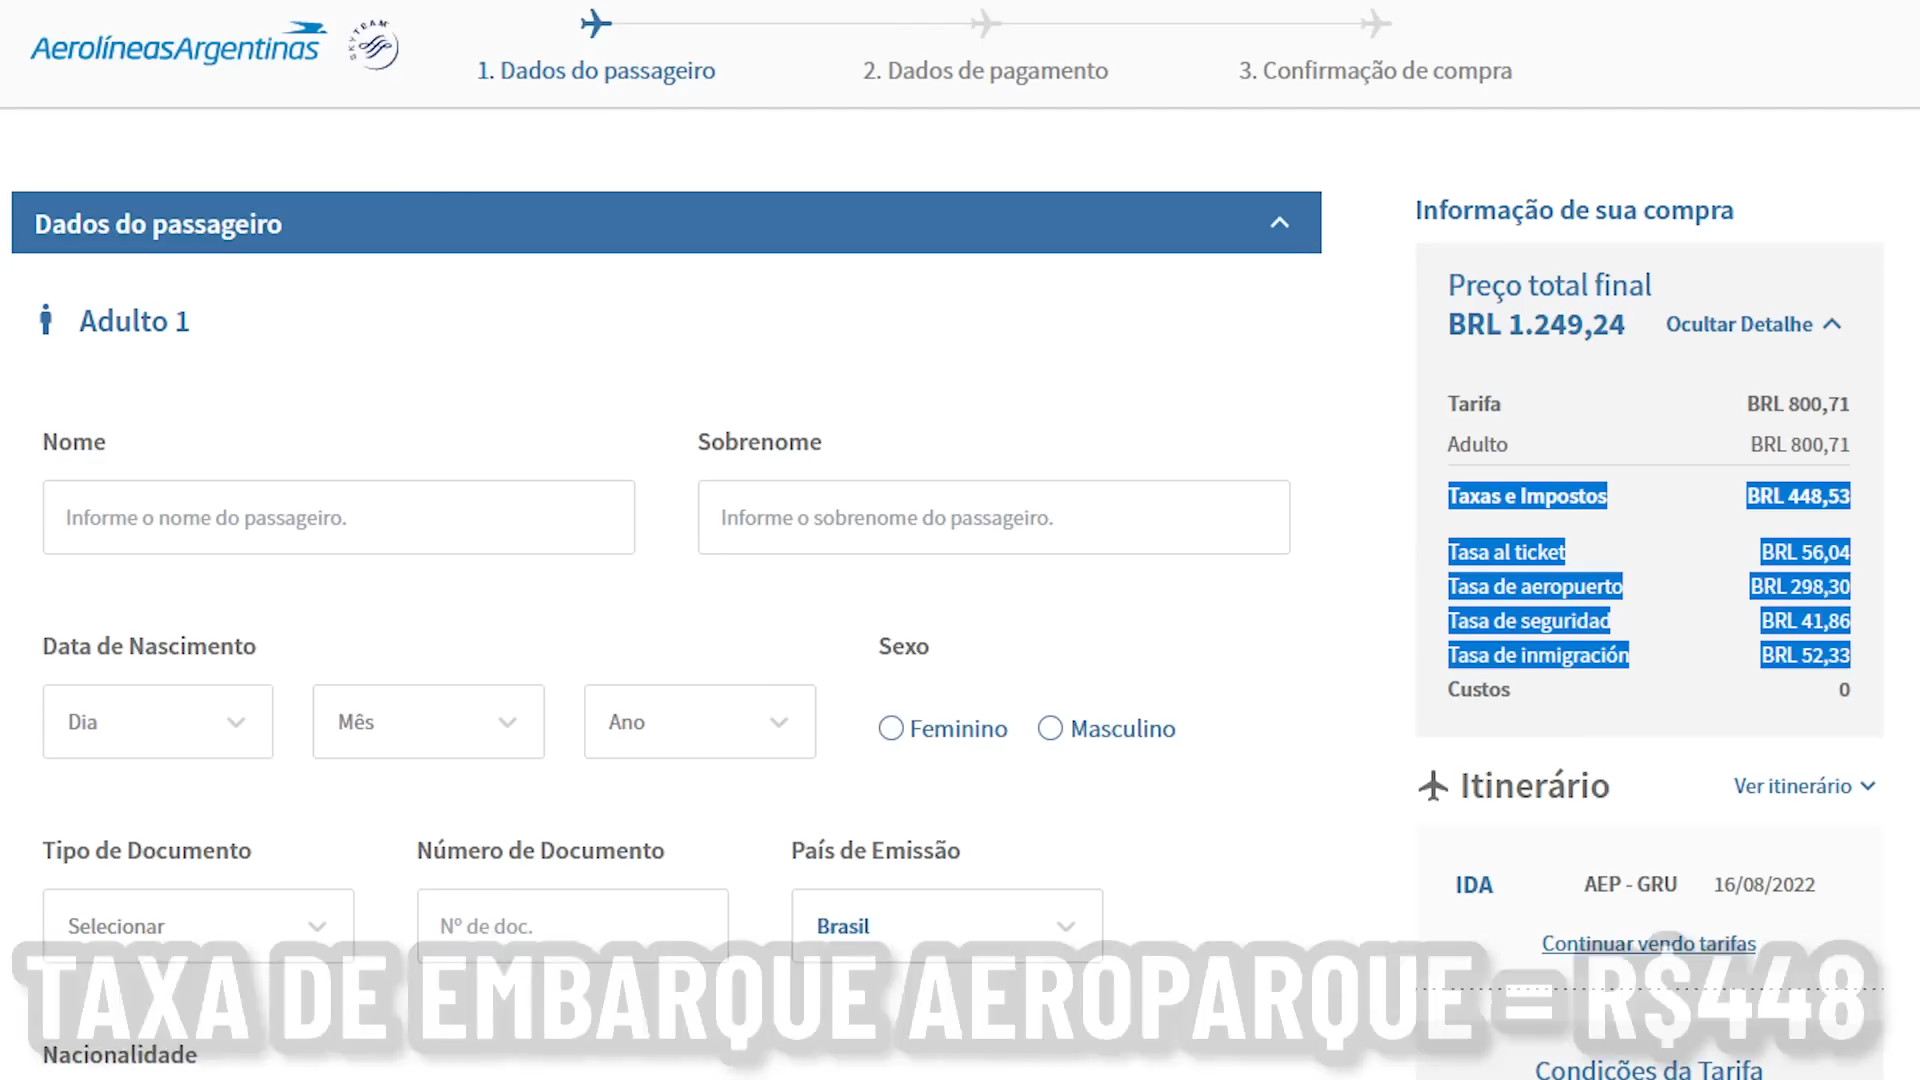 AerolíneasArgentinas
SKYTEAM
1. Dados do passageiro
2. Dados de pagamento
3. Confirmação de compra
Dados do passageiro
Adulto 1
Nome
Sobrenome
Informe o nome do passageiro.
Informe o sobrenome do passageiro.
Data de Nascimento
Sexo
Dia
Mês
Ano
Feminino
Masculino
Tipo de Documento
Número de Documento
País de Emissão
Selecionar
Nº de doc.
Brasil
Nacionalidade
Informação de sua compra
Preço total final
BRL 1.249,24 Ocultar Detalhe
Tarifa BRL 800,71
Adulto BRL 800,71
Taxas e Impostos BRL 448,53
Tasa al ticket BRL 56,04
Tasa de aeropuerto BRL 298,30
Tasa de seguridad BRL 41,86
Tasa de inmigración BRL 52,33
Custos 0
Itinerário Ver itinerário
IDA AEP - GRU 16/08/2022
Continuar vendo tarifas
Condições da Tarifa
TAXA DE EMBARQUE AEROPARQUE = R$448